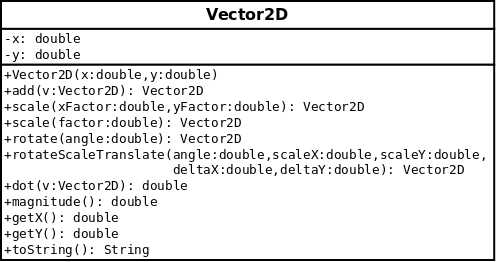 Vector2D
-x: double
-y: double
+Vector2D(x:double,y:double)
+add(v:Vector2D): Vector2D
+scale(xFactor:double,yFactor:double): Vector2D
+scale(factor:double): Vector2D
+rotate(angle:double): Vector2D
+rotateScaleTranslate(angle:double,scaleX:double,scaleY:double,
deltaX:double,deltaY:double): Vector2D
+dot(v:Vector2D): double
+magnitude(): double
+getX(): double
+getY(): double
+toString(): String